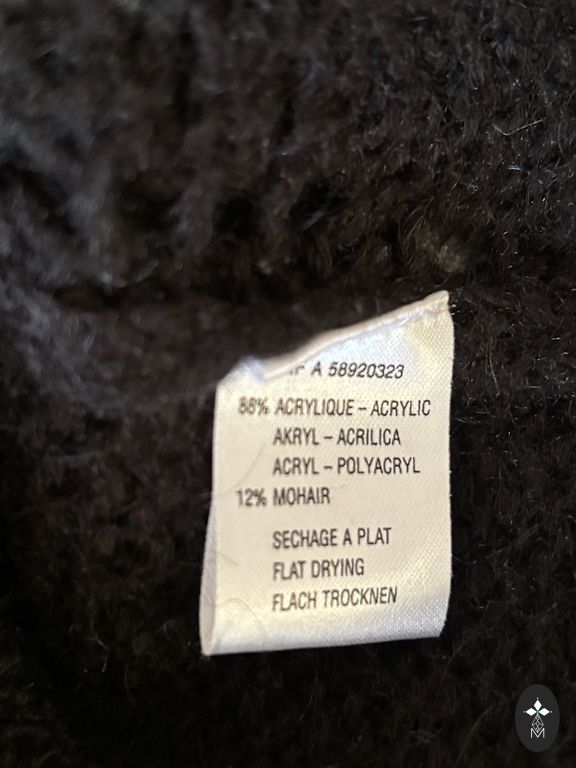 A 58920323
88% ACRYLIQUE – ACRYLIC
AKRYL – ACRILICA
ACRYL – POLYACRYL
12% MOHAIR
SECHAGE A PLAT
FLAT DRYING
FLACH TROCKNEN